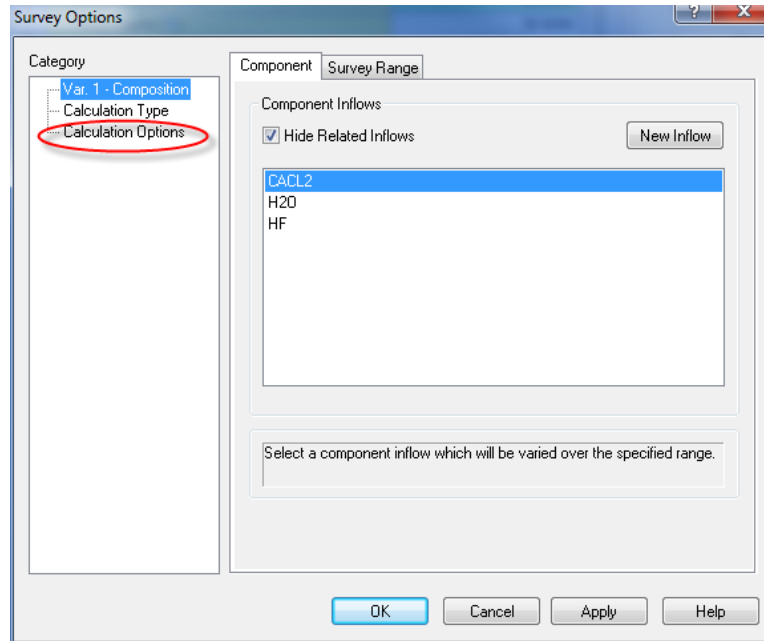 Survey Options
?
X
Category
Var. 1 - Composition
Calculation Type
Calculation Options
Component
Survey Range
Component Inflows
Hide Related Inflows
New Inflow
CACL2
H2O
HF
Select a component inflow which will be varied over the specified range.
OK
Cancel
Apply
Help